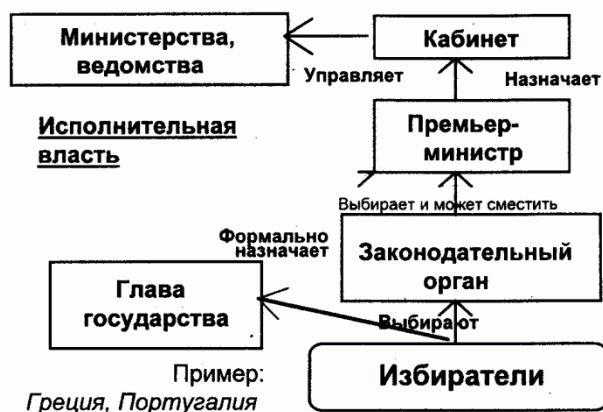 Министерства,
ведомства
Кабинет
Управляет
Назначает
Исполнительная
власть
Премьер-
министр
Выбирает и может сместить
Формально
назначает
Законодательный
орган
Глава
государства
Выбирают
Пример:
Греция, Португалия
Избиратели